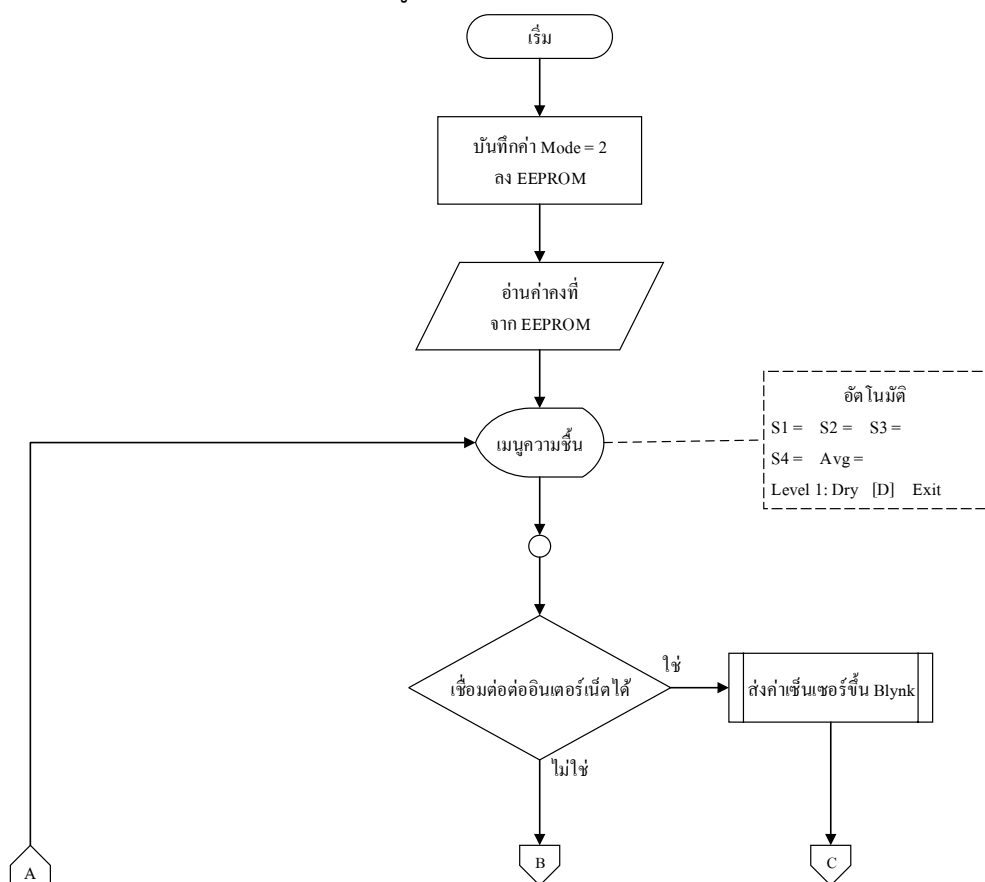 เริ่ม
บันทึกค่า Mode = 2
ลง EEPROM
อ่านค่าคงที่
จาก EEPROM
เมนูความชื้น
อัตโนมัติ
S1 = S2 = S3 =
S4 = Avg =
Level 1: Dry [D] Exit
เชื่อมต่อต่ออินเตอร์เน็ตได้
ใช่
ส่งค่าเซ็นเซอร์ขึ้น Blynk
ไม่ใช่
A
B
C